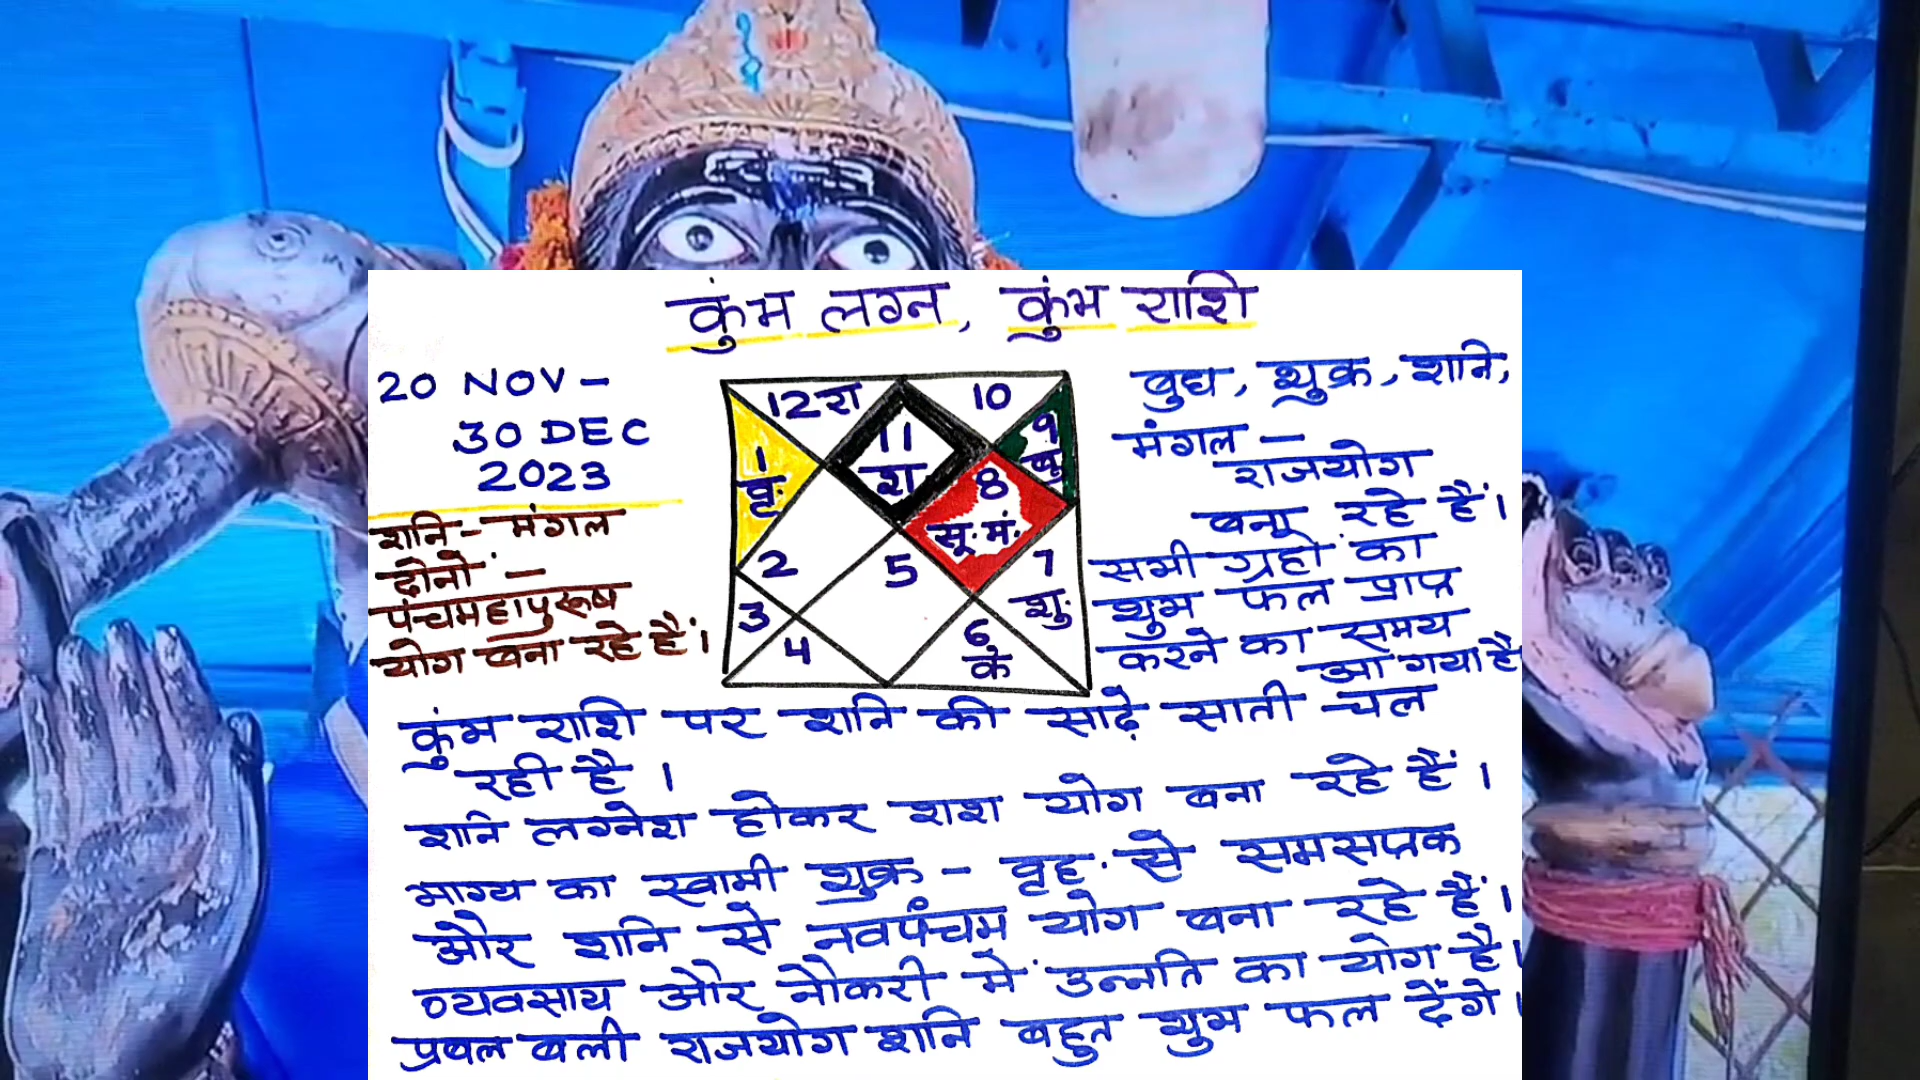 कुंभ लग्न, कुंभ राशि
20 NOV -
30 DEC
2023
शनि - मंगल
दोनों -
पंचमहापुरूष
योग बना रहे हैं।
12 रा
10
11
श
9
बु
1
वृ.
8
सू. मं.
2
5
7
शु.
3
4
6
के
बुध, शुक्र, शनि,
मंगल -
राजयोग
बना रहे हैं।
सभी ग्रहों का
शुभ फल प्राप्त
करने का समय
आ गया है
कुंभ राशि पर शनि की साढ़े साती चल
रही है ।
शनि लग्नेश होकर शश योग बना रहे हैं ।
भाग्य का स्वामी शुक्र - वृह. से समसप्तक
और शनि से नवपंचम योग बना रहे हैं ।
व्यवसाय और नौकरी में उन्नति का योग है।
प्रबल बली राजयोग शनि बहुत शुभ फल देंगे ।